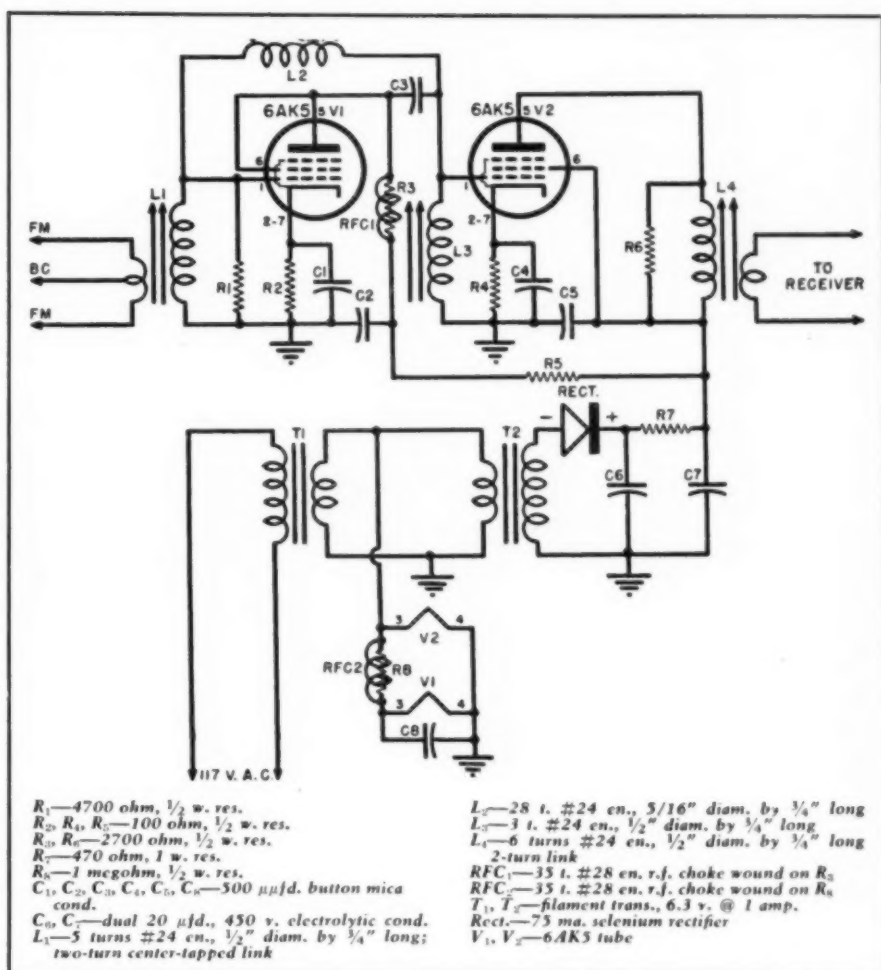 L2
C3
6AK5 5 V1
6AK5 5 V2
6
1
2-7
R3
RFC1
1
6
2-7
L1
FM
BC
FM
R1
R2
C1
C2
L3
R4
C4
C5
R6
L4
TO
RECEIVER
R5
RECT.
- +
R7
T1
T2
C6
C7
3 4
V2
RFC2
R8
V1
3 4
C8
117 V. A.C.
R₁—4700 ohm, ½ w. res.
R₂, R₄, R₅—100 ohm, ½ w. res.
R₃, R₆—2700 ohm, ½ w. res.
R₇—470 ohm, 1 w. res.
R₈—1 megohm, ½ w. res.
C₁, C₂, C₃, C₄, C₅, C₈—500 μμfd. button mica
cond.
C₆, C₇—dual 20 μfd., 450 v. electrolytic cond.
L₁—5 turns #24 en., ½" diam. by ¾" long;
two-turn center-tapped link
L₂—28 t. #24 en., 5/16" diam. by ¾" long
L₃—3 t. #24 en., ½" diam. by ¾" long
L₄—6 turns #24 en., ½" diam. by ¾" long
2-turn link
RFC₁—35 t. #28 en. r.f. choke wound on R₃
RFC₂—35 t. #28 en. r.f. choke wound on R₈
T₁, T₂—filament trans., 6.3 v. @ 1 amp.
Rect.—75 ma. selenium rectifier
V₁, V₂—6AK5 tube